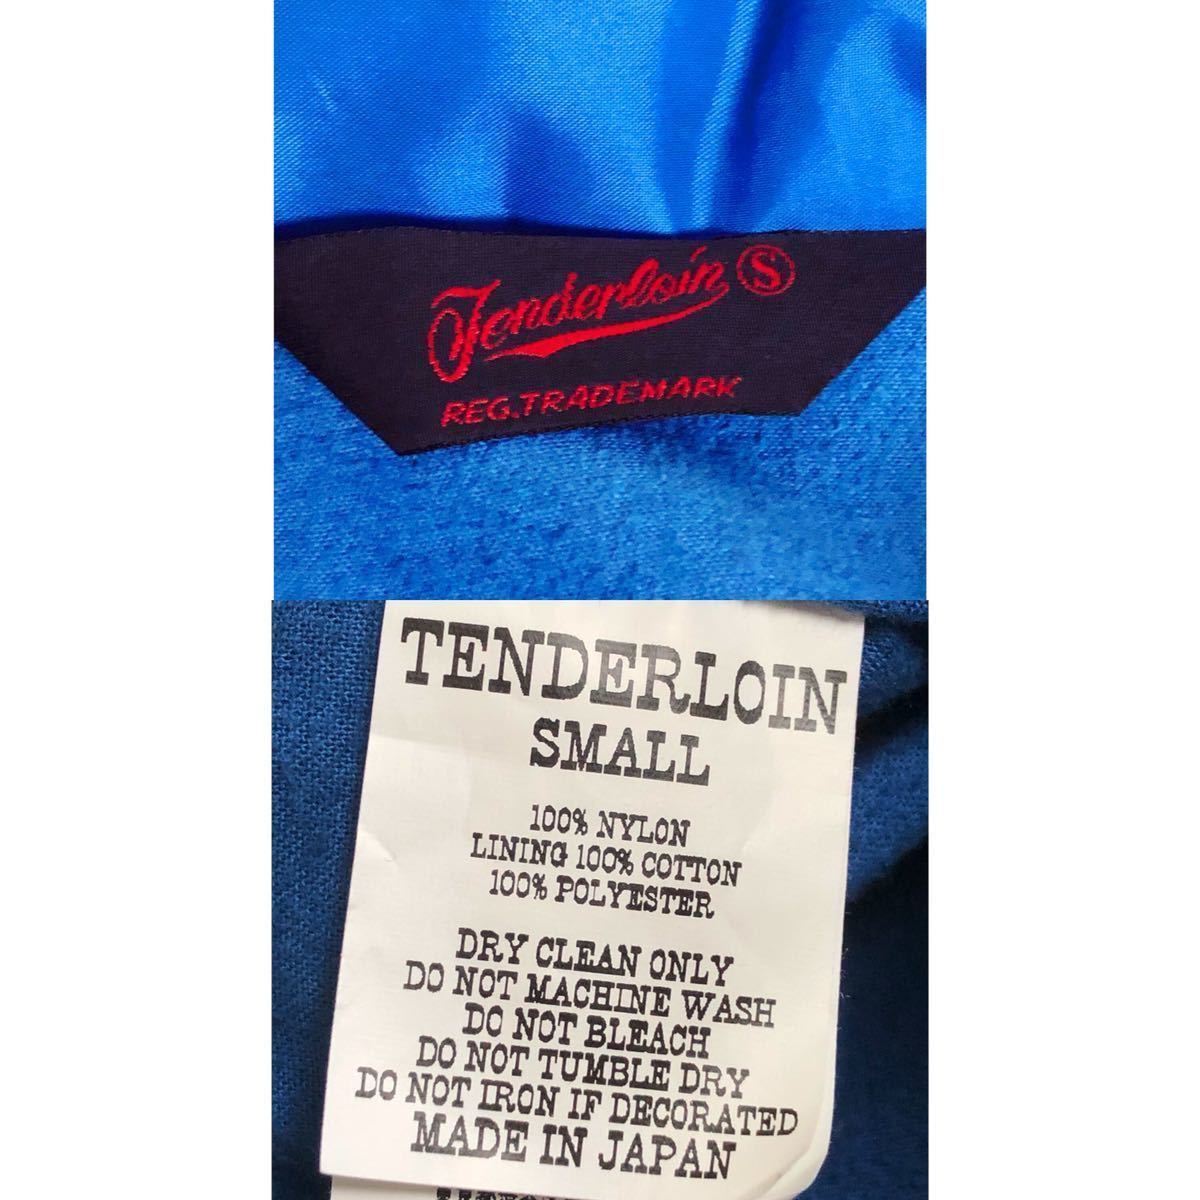 Tenderloin S
REG.TRADEMARK
TENDERLOIN
SMALL
100% NYLON
LINING 100% COTTON
100% POLYESTER
DRY CLEAN ONLY
DO NOT MACHINE WASH
DO NOT BLEACH
DO NOT TUMBLE DRY
DO NOT IRON IF DECORATED
MADE IN JAPAN